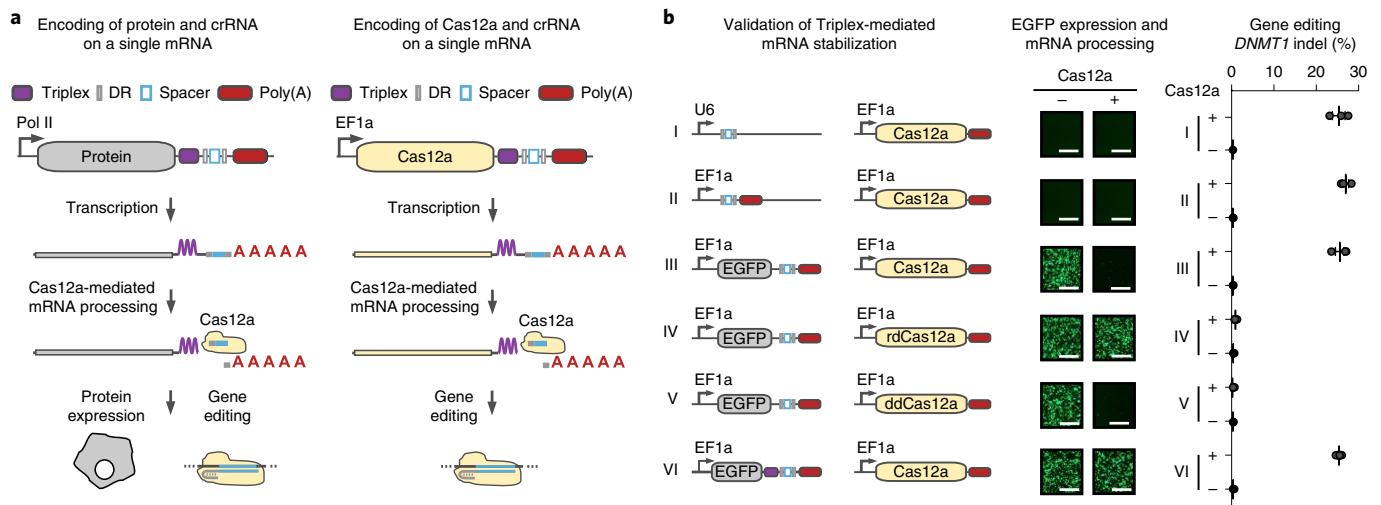 a
Encoding of protein and crRNA
on a single mRNA
Encoding of Cas12a and crRNA
on a single mRNA
Triplex DR Spacer Poly(A)
Triplex DR Spacer Poly(A)
Pol II
Protein
EF1a
Cas12a
Transcription
Transcription
A A A A A
A A A A A
Cas12a-mediated
mRNA processing
Cas12a-mediated
mRNA processing
Cas12a
Cas12a
A A A A A
A A A A A
Protein
expression
Gene
editing
Gene
editing
b
Validation of Triplex-mediated
mRNA stabilization
EGFP expression and
mRNA processing
Gene editing
DNMT1 indel (%)
Cas12a
– +
0 10 20 30
Cas12a
I
U6
EF1a
Cas12a
+
I
–
II
EF1a
EF1a
Cas12a
+
II
–
III
EF1a
EGFP
EF1a
Cas12a
+
III
–
IV
EF1a
EGFP
EF1a
rdCas12a
+
IV
–
V
EF1a
EGFP
EF1a
ddCas12a
+
V
–
VI
EF1a
EGFP
EF1a
Cas12a
+
VI
–